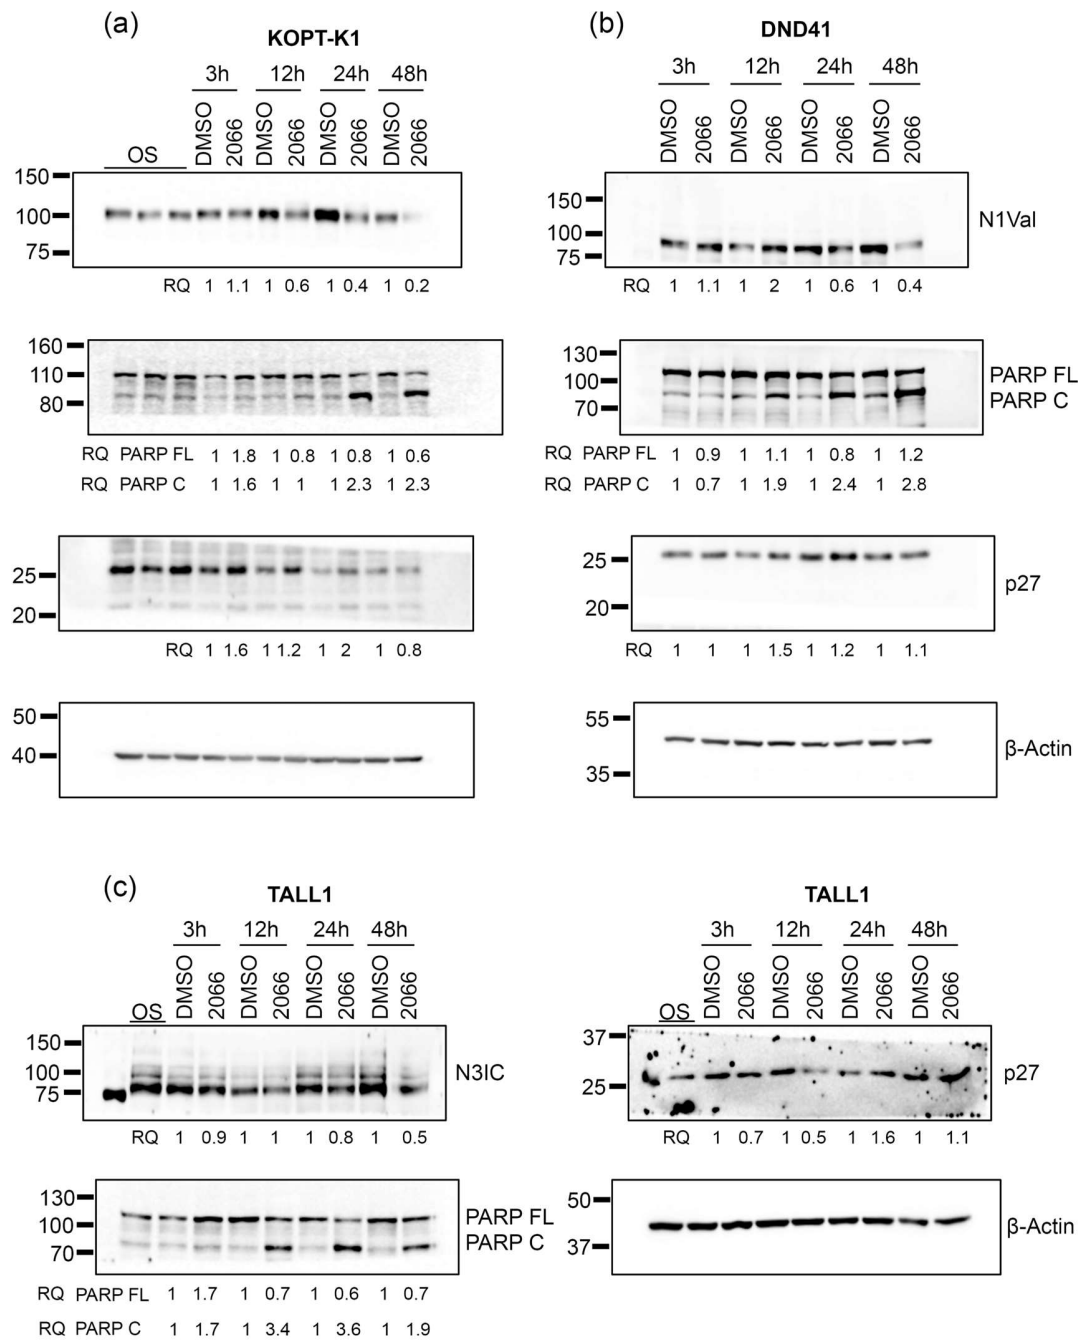 (a)
KOPT-K1
3h 12h 24h 48h
DMSO 2066 DMSO 2066 DMSO 2066 DMSO 2066
OS
150
100
75
RQ 1 1.1 1 0.6 1 0.4 1 0.2
160
110
80
RQ PARP FL 1 1.8 1 0.8 1 0.8 1 0.6
RQ PARP C 1 1.6 1 1 1 2.3 1 2.3
25
20
RQ 1 1.6 1 1.2 1 2 1 0.8
50
40
(b)
DND41
3h 12h 24h 48h
DMSO 2066 DMSO 2066 DMSO 2066 DMSO 2066
150
100
75
N1Val
RQ 1 1.1 1 2 1 0.6 1 0.4
130
100
70
PARP FL
PARP C
RQ PARP FL 1 0.9 1 1.1 1 0.8 1 1.2
RQ PARP C 1 0.7 1 1.9 1 2.4 1 2.8
25
20
p27
RQ 1 1 1 1.5 1 1.2 1 1.1
55
35
β-Actin
(c)
TALL1
3h 12h 24h 48h
DMSO 2066 DMSO 2066 DMSO 2066 DMSO 2066
OS
150
100
75
N3IC
RQ 1 0.9 1 1 1 0.8 1 0.5
130
100
70
PARP FL
PARP C
RQ PARP FL 1 1.7 1 0.7 1 0.6 1 0.7
RQ PARP C 1 1.7 1 3.4 1 3.6 1 1.9
TALL1
3h 12h 24h 48h
DMSO 2066 DMSO 2066 DMSO 2066 DMSO 2066
OS
37
25
p27
RQ 1 0.7 1 0.5 1 1.6 1 1.1
50
37
β-Actin